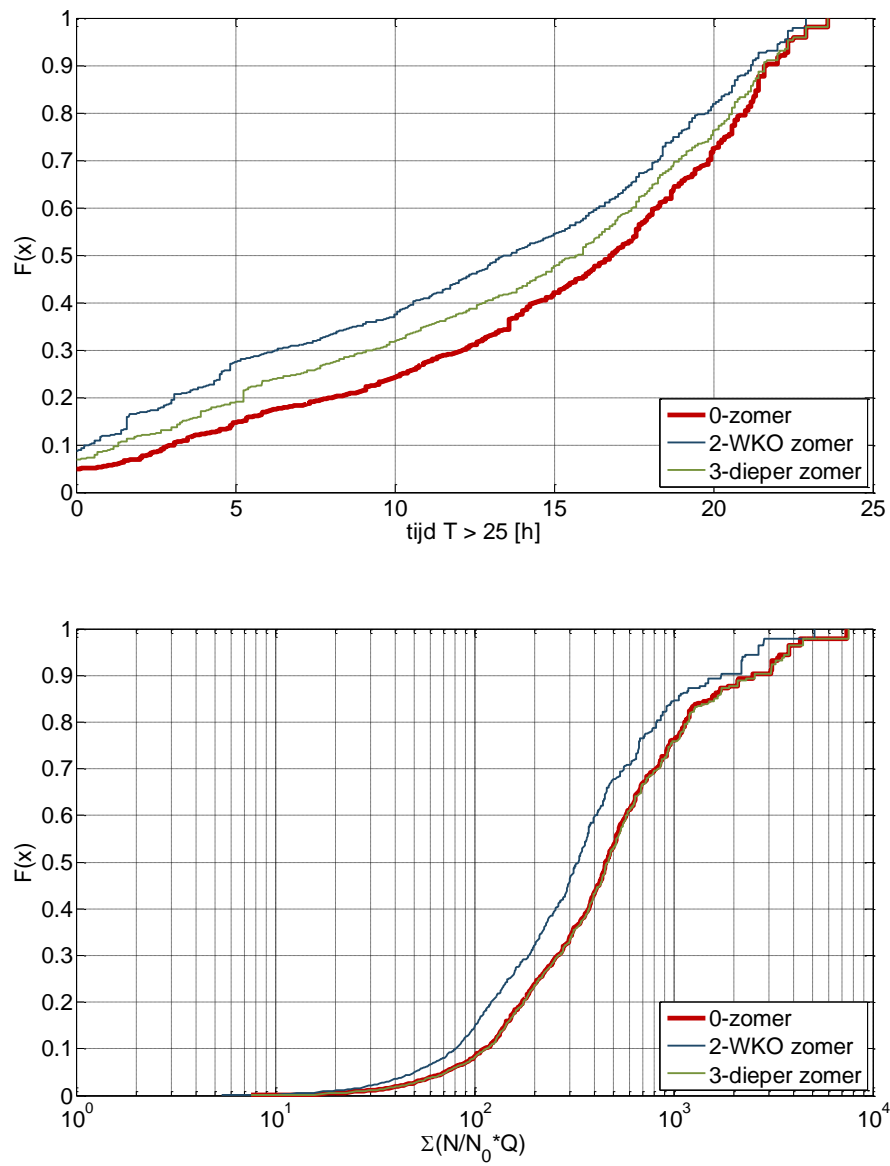 1
0.9
0.8
0.7
0.6
0.5
0.4
0.3
0.2
0.1
0
F(x)
0-zomer
2-WKO zomer
3-dieper zomer
0 5 10 15 20 25
tijd T > 25 [h]
1
0.9
0.8
0.7
0.6
0.5
0.4
0.3
0.2
0.1
0
F(x)
0-zomer
2-WKO zomer
3-dieper zomer
10^0 10^1 10^2 10^3 10^4
Σ(N/N_0*Q)